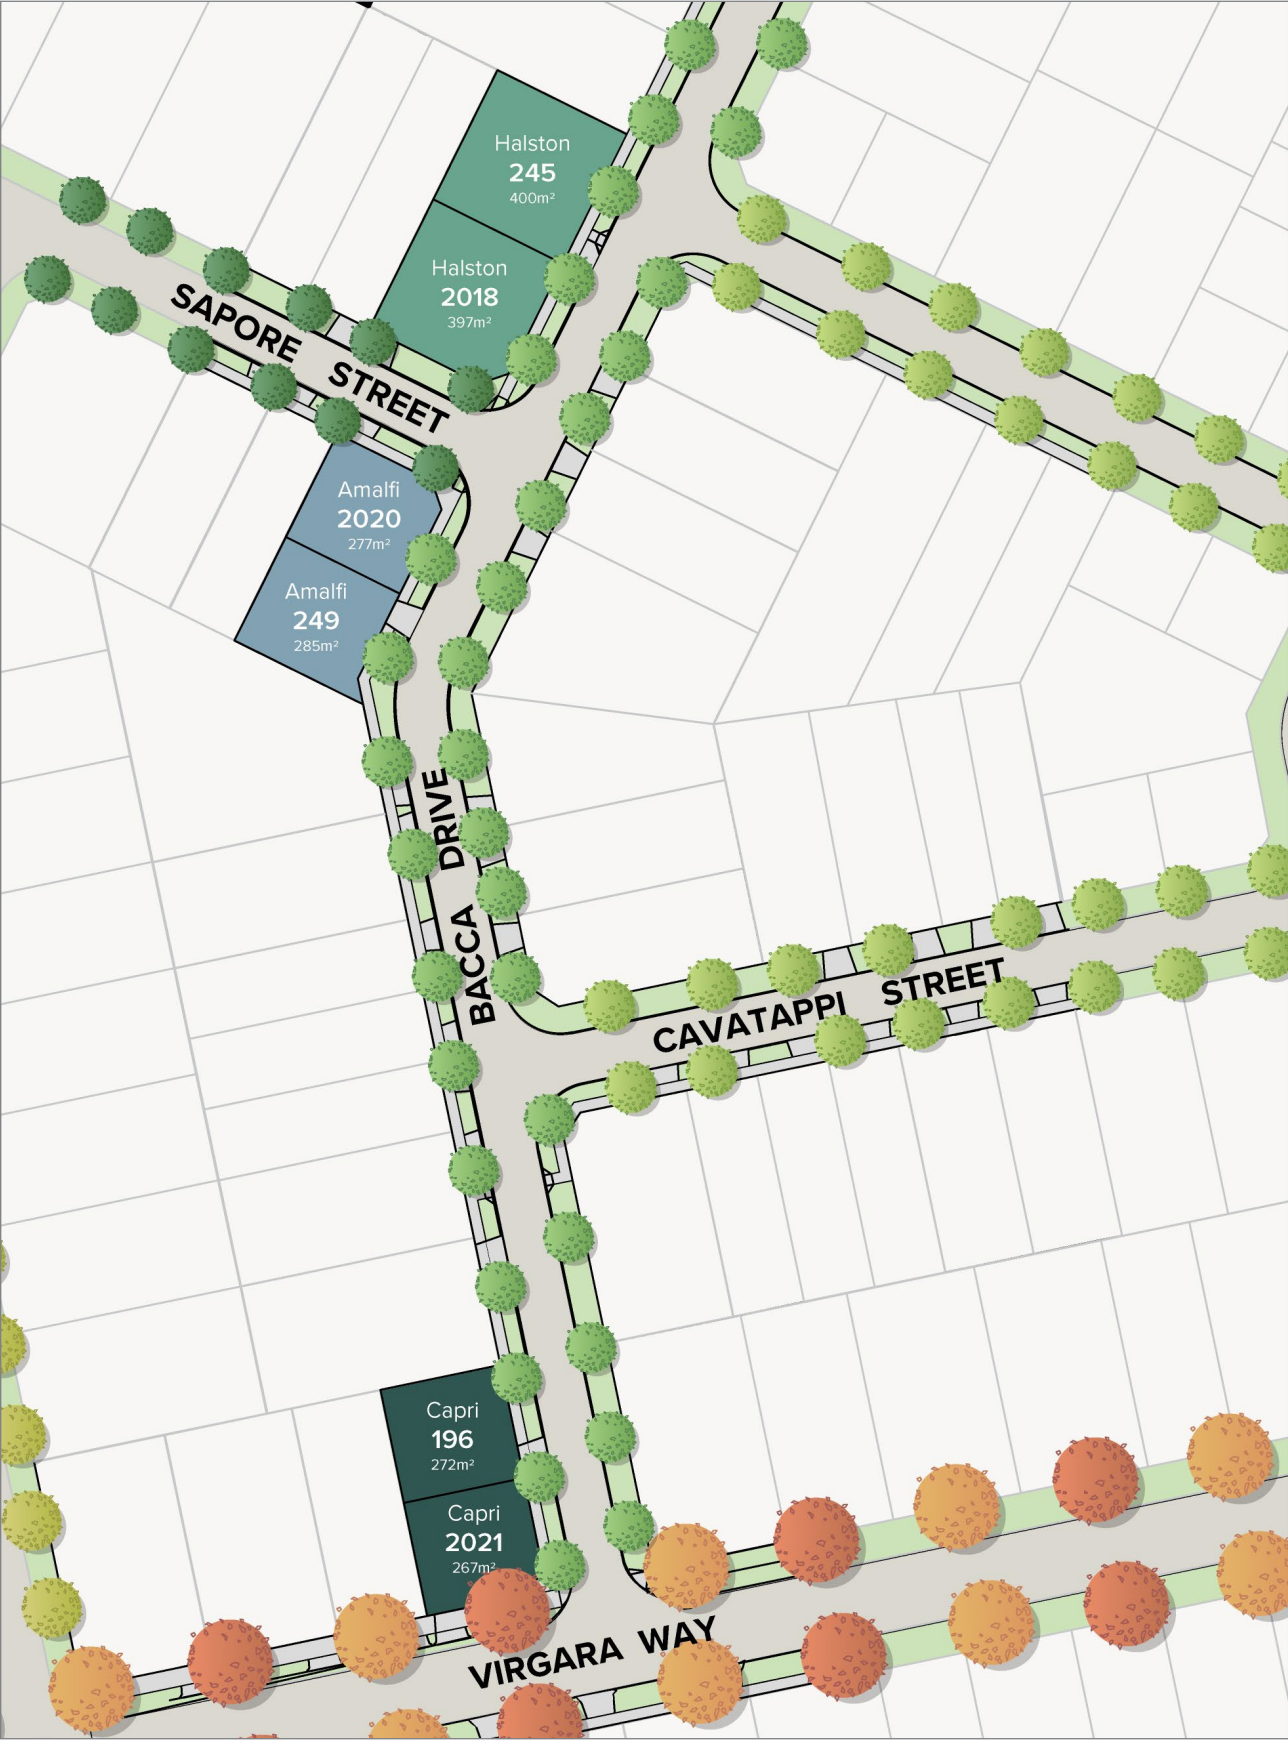 Halston
245
400m²
Halston
2018
397m²
SAPORE STREET
Amalfi
2020
277m²
Amalfi
249
285m²
BACCA DRIVE
CAVATAPPI STREET
Capri
196
272m²
Capri
2021
267m²
VIRGARA WAY